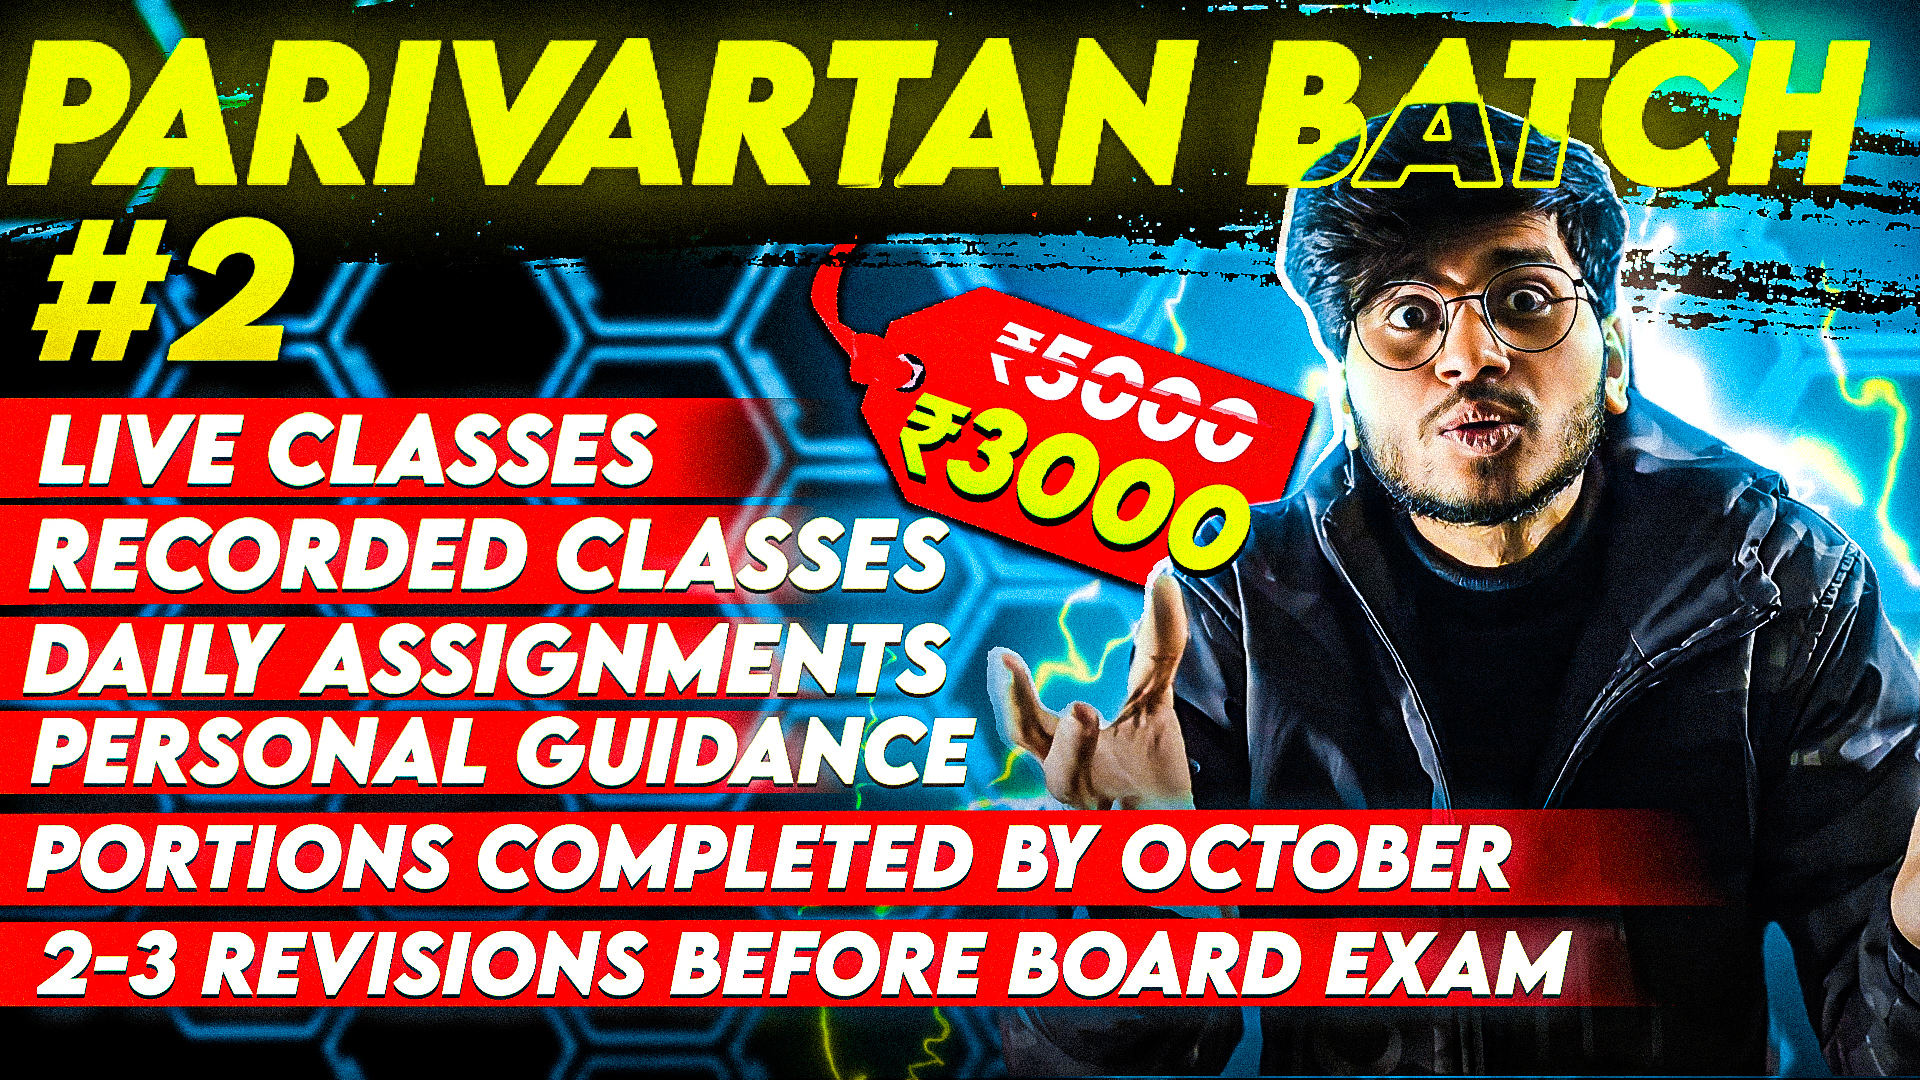 PARIVARTAN BATCH
#2
₹5000
₹3000
LIVE CLASSES
RECORDED CLASSES
DAILY ASSIGNMENTS
PERSONAL GUIDANCE
PORTIONS COMPLETED BY OCTOBER
2-3 REVISIONS BEFORE BOARD EXAM